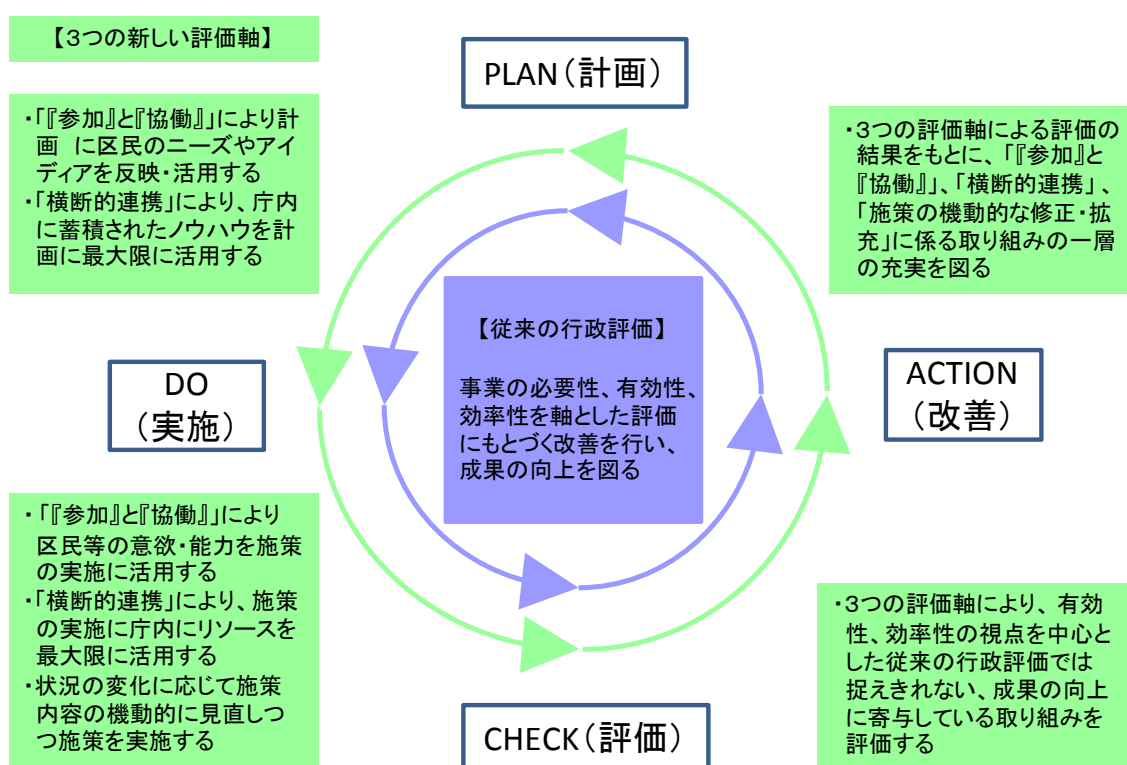 【3つの新しい評価軸】
PLAN(計画)
・「『参加』と『協働』」により計
画 に区民のニーズやアイ
ディアを反映・活用する
・「横断的連携」により、庁内
に蓄積されたノウハウを計
画に最大限に活用する
・3つの評価軸による評価の
結果をもとに、「『参加』と
『協働』」、「横断的連携」、
「施策の機動的な修正・拡
充」に係る取り組みの一層
の充実を図る
【従来の行政評価】
事業の必要性、有効性、
効率性を軸とした評価
にもとづく改善を行い、
成果の向上を図る
DO
(実施)
ACTION
(改善)
・「『参加』と『協働』」により
区民等の意欲・能力を施策
の実施に活用する
・「横断的連携」により、施策
の実施に庁内にリソースを
最大限に活用する
・状況の変化に応じて施策
内容の機動的に見直しつ
つ施策を実施する
・3つの評価軸により、有効
性、効率性の視点を中心と
した従来の行政評価では
捉えきれない、成果の向上
に寄与している取り組みを
評価する
CHECK(評価)